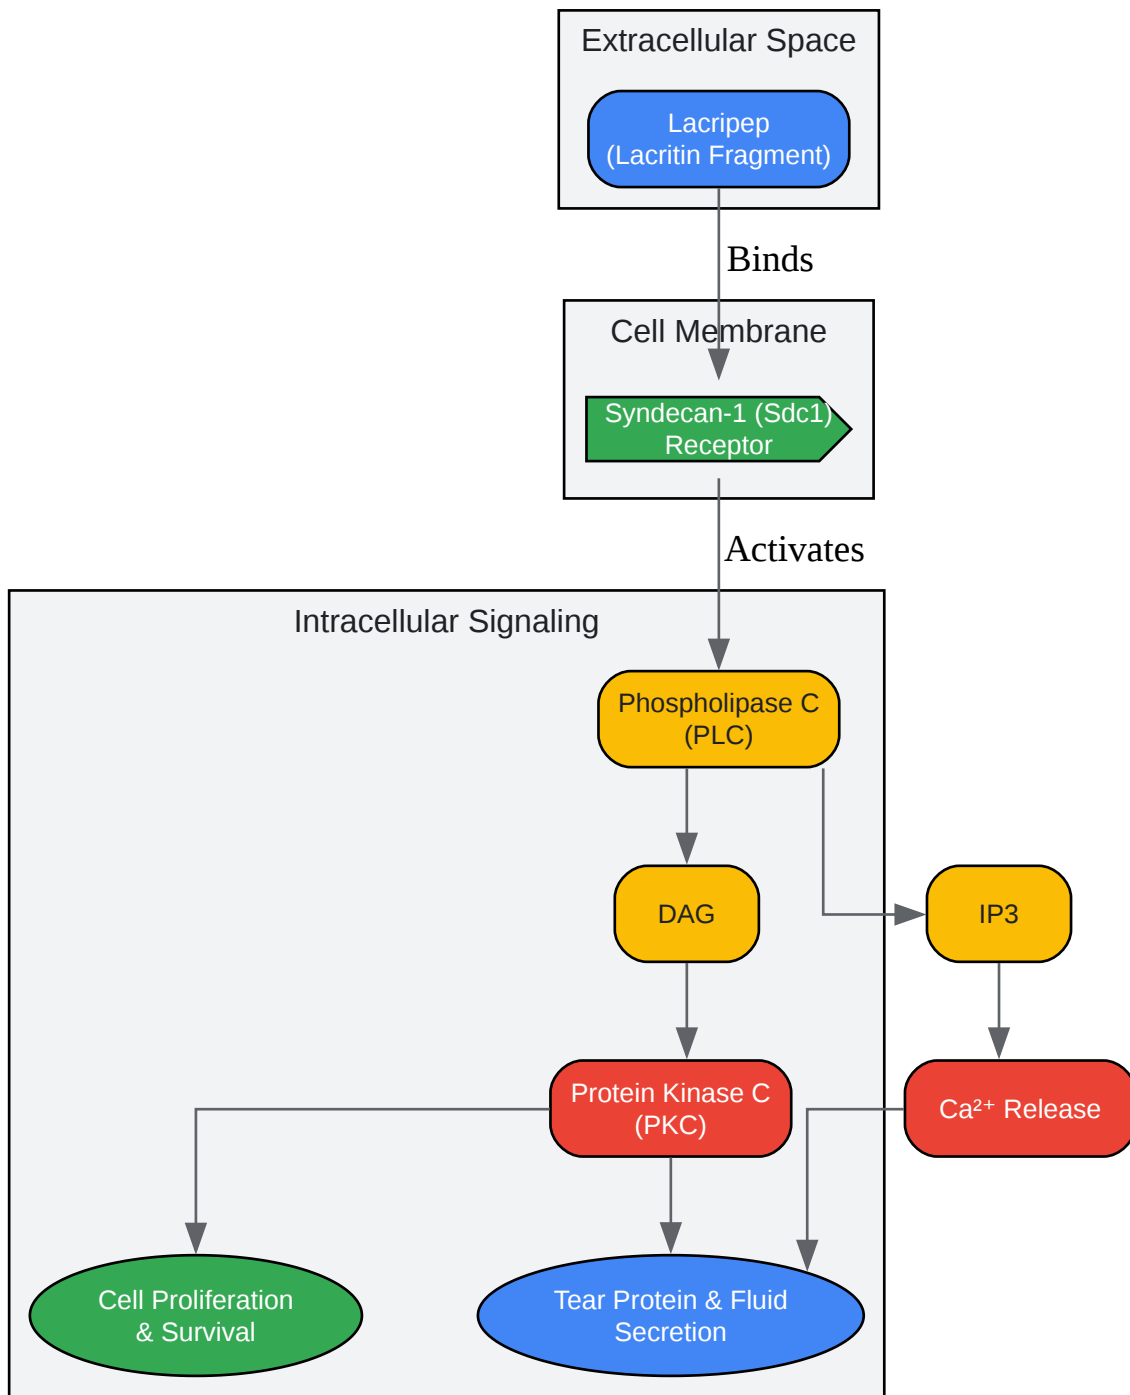 Extracellular Space
Lacripep
(Lacritin Fragment)
Binds
Cell Membrane
Syndecan-1 (Sdc1)
Receptor
Activates
Intracellular Signaling
Phospholipase C
(PLC)
DAG
IP3
Protein Kinase C
(PKC)
Ca²⁺ Release
Cell Proliferation
& Survival
Tear Protein & Fluid
Secretion